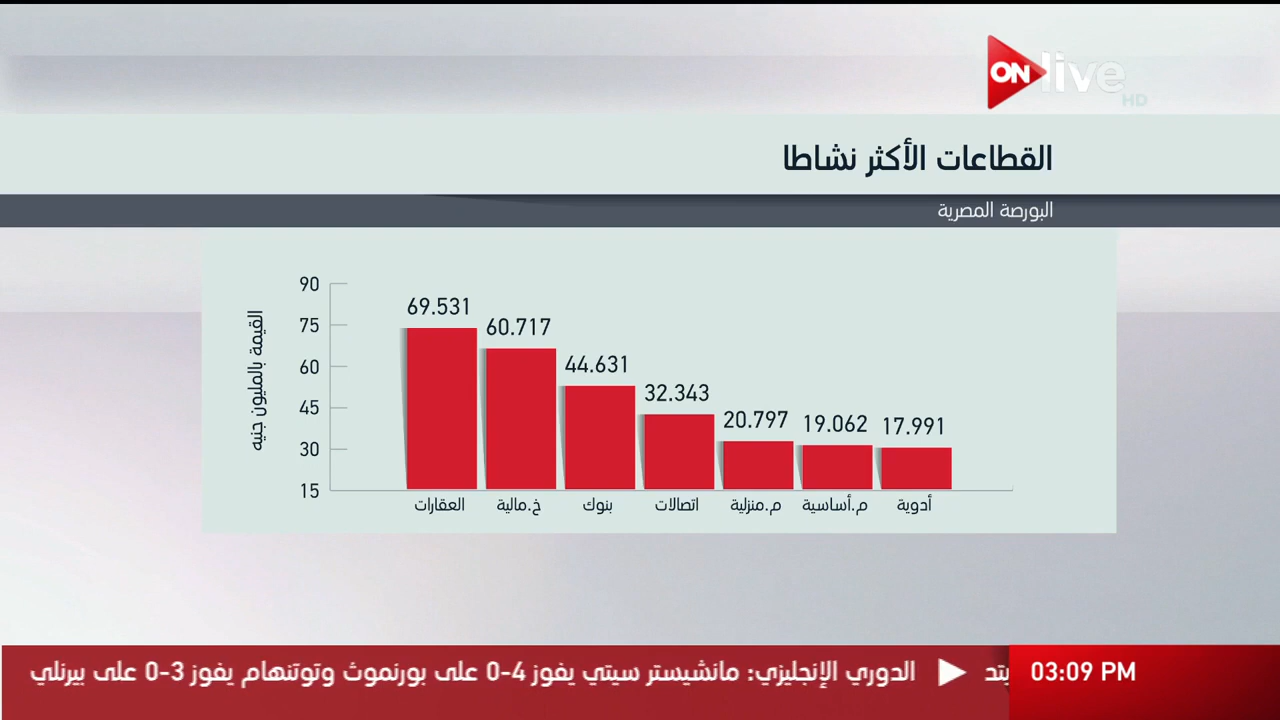 ON live
HD
القطاعات الأكثر نشاطا
البورصة المصرية
القيمة بالمليون جنيه
90
75
60
45
30
15
69.531
60.717
44.631
32.343
20.797
19.062
17.991
العقارات
خ.مالية
بنوك
اتصالات
م.منزلية
م.أساسية
أدوية
03:09 PM
يتد ▶ الدوري الإنجليزي: مانشيستر سيتي يفوز 4-0 على بورنموث وتوتنهام يفوز 3-0 على بيرنلي